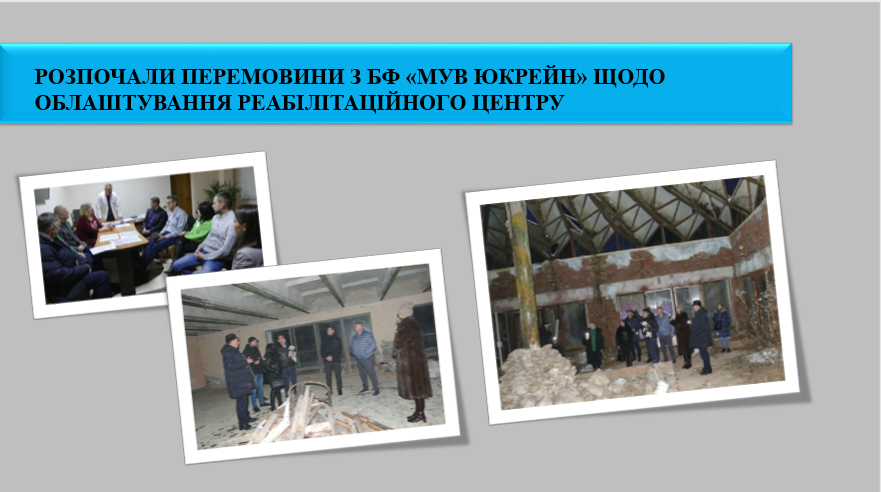 РОЗПОЧАЛИ ПЕРЕМОВИНИ З БФ «МУВ ЮКРЕЙН» ЩОДО
ОБЛАШТУВАННЯ РЕАБІЛІТАЦІЙНОГО ЦЕНТРУ